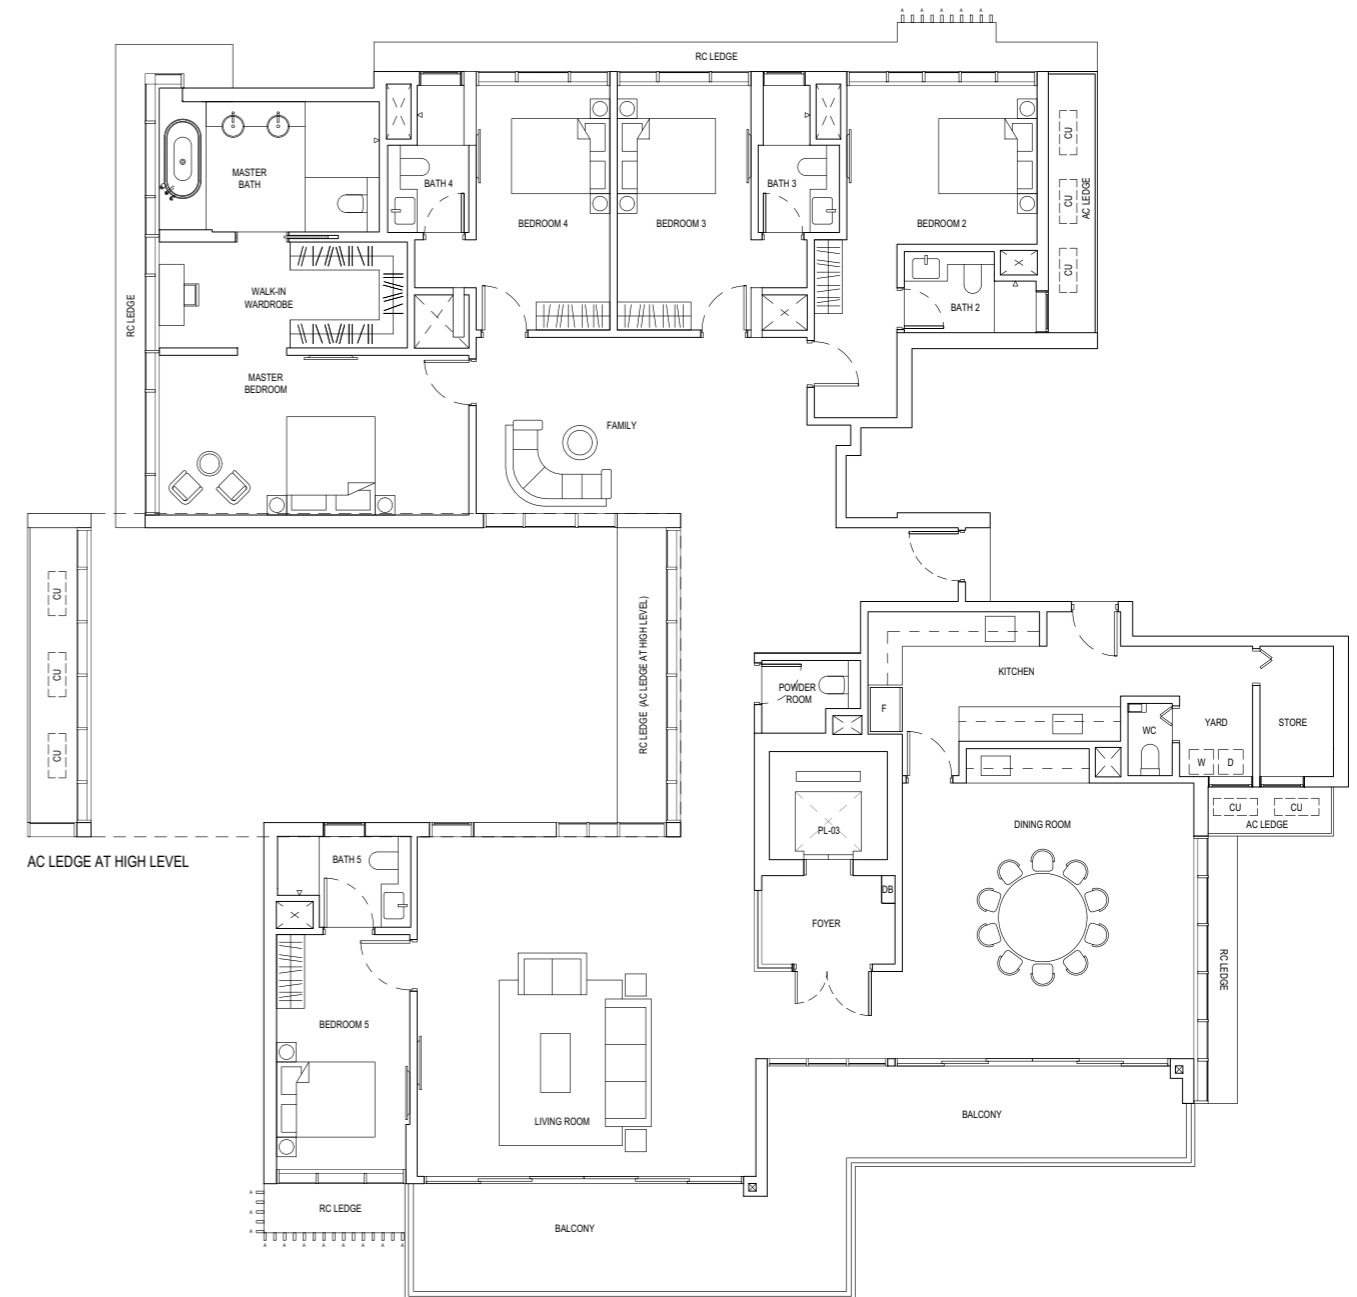 RC LEDGE
MASTER
BATH
BATH 4
BEDROOM 4
BEDROOM 3
BATH 3
BEDROOM 2
CU
CU
CU
AC LEDGE
RC LEDGE
WALK-IN
WARDROBE
BATH 2
MASTER
BEDROOM
FAMILY
CU
CU
CU
RC LEDGE (AC LEDGE AT HIGH LEVEL)
AC LEDGE AT HIGH LEVEL
KITCHEN
POWDER
ROOM
F
WC
YARD
STORE
W
D
CU
CU
AC LEDGE
PL-03
DINING ROOM
BATH 5
DB
FOYER
RC LEDGE
BEDROOM 5
LIVING ROOM
BALCONY
RC LEDGE
BALCONY